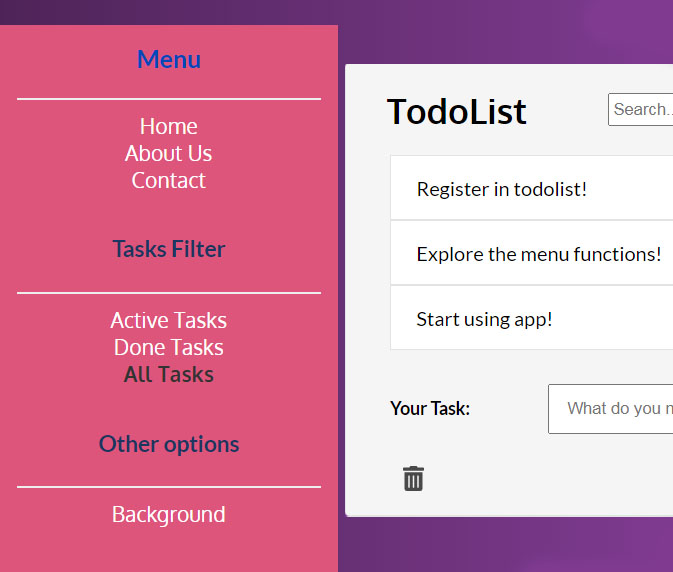 Menu
Home
About Us
Contact
Tasks Filter
Active Tasks
Done Tasks
All Tasks
Other options
Background
TodoList
Search..
Register in todolist!
Explore the menu functions!
Start using app!
Your Task:
What do you